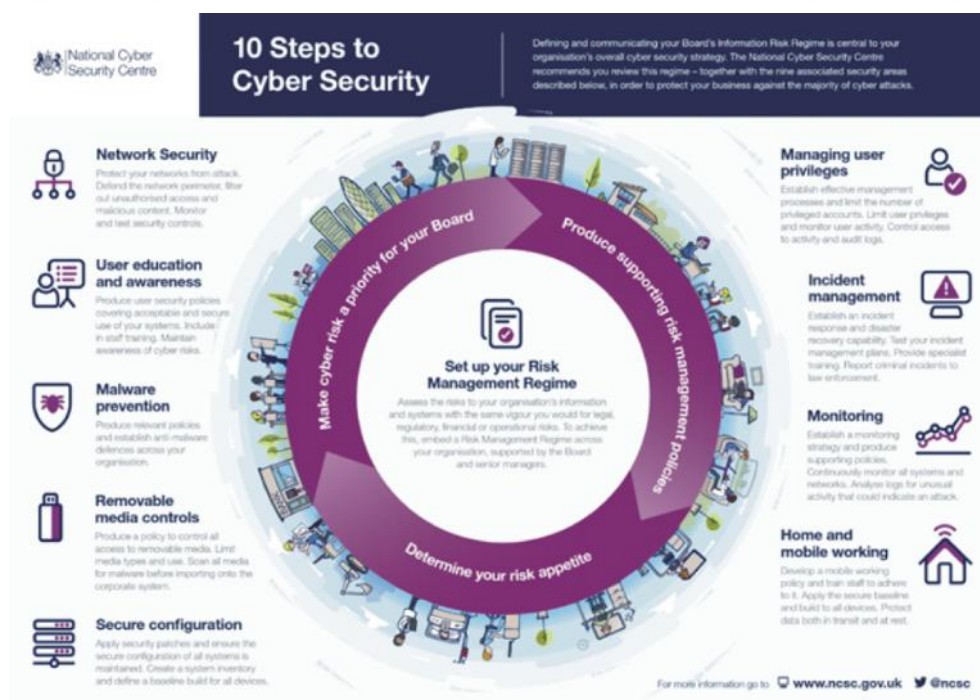 National Cyber
Security Centre
10 Steps to
Cyber Security
Defining and communicating your Board's Information Risk Regime is central to your
organisation's overall cyber security strategy. The National Cyber Security Centre
recommends you review this regime – together with the nine associated security areas
described below, in order to protect your business against the majority of cyber attacks.
Network Security
Protect your networks from attack.
Defend the network perimeter, filter
out unauthorised access and
malicious content. Monitor
and test security controls.
User education
and awareness
Produce user security policies
covering acceptable and secure
use of your systems. Include
in staff training. Maintain
awareness of cyber risks.
Malware
prevention
Produce relevant policies
and establish anti-malware
defences across your
organisation.
Removable
media controls
Produce a policy to control all
access to removable media. Limit
media types and use. Scan all media
for malware before importing onto the
corporate system.
Secure configuration
Apply security patches and ensure the
secure configuration of all systems is
maintained. Create a system inventory
and define a baseline build for all devices.
Make cyber risk a priority for your Board
Produce supporting risk management policies
Determine your risk appetite
Set up your Risk
Management Regime
Assess the risks to your organisation's information
and systems with the same vigour you would for legal,
regulatory, financial or operational risks. To achieve
this, embed a Risk Management Regime across
your organisation, supported by the Board
and senior managers.
Managing user
privileges
Establish effective management
processes and limit the number of
privileged accounts. Limit user privileges
and monitor user activity. Control access
to activity and audit logs.
Incident
management
Establish an incident
response and disaster
recovery capability. Test your incident
management plans. Provide specialist
training. Report criminal incidents to
law enforcement.
Monitoring
Establish a monitoring
strategy and produce
supporting policies.
Continuously monitor all systems and
networks. Analyse logs for unusual
activity that could indicate an attack.
Home and
mobile working
Develop a mobile working
policy and train staff to adhere
to it. Apply the secure baseline
and build to all devices. Protect
data both in transit and at rest.
For more information go to www.ncsc.gov.uk @ncsc